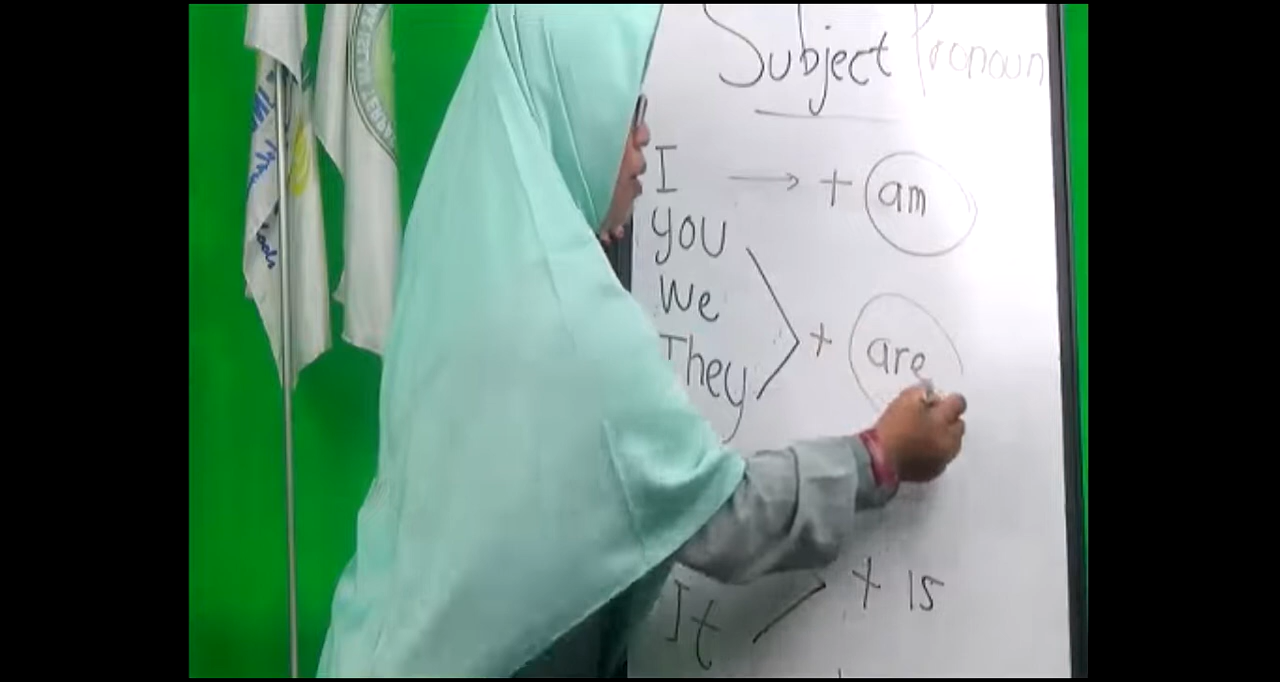 Subject Pronoun
I → + am
you
We
They
+ are
It
+ is